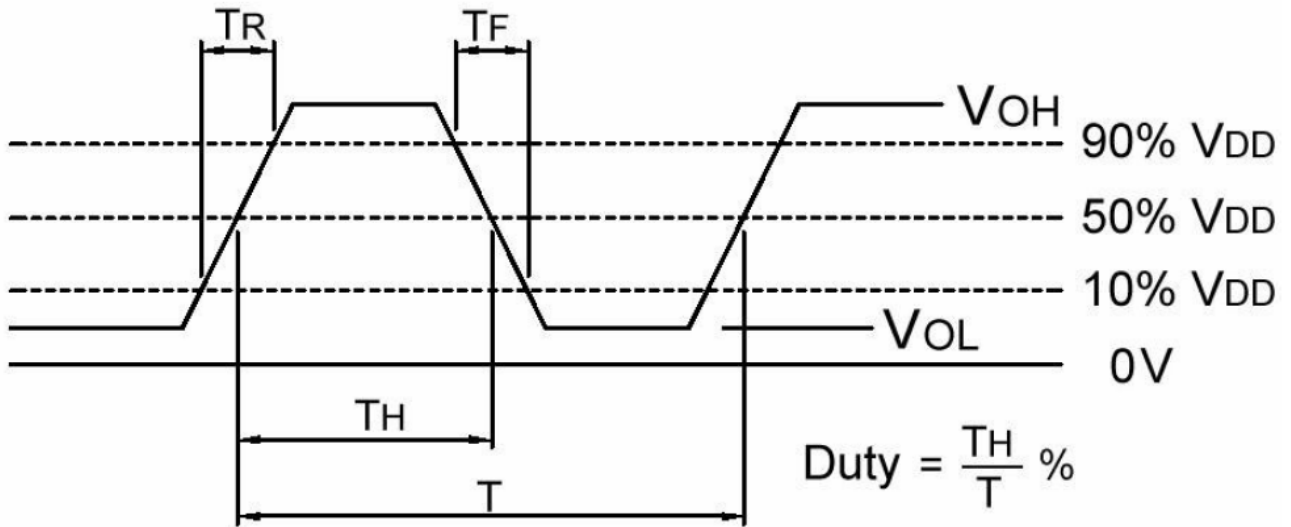 TR
TF
VOH
90% VDD
50% VDD
10% VDD
VOL
0V
TH
Duty = TH/T %
T